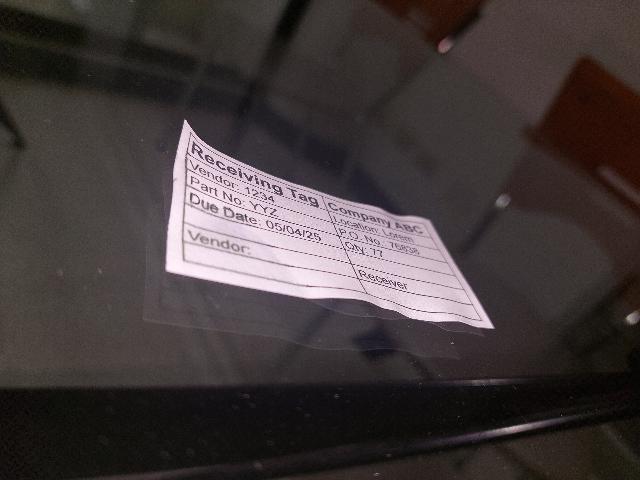 Receiving Tag Company ABC
Vendor: 1234 Location: Lorem
Part No: YYZ P.O. No.: 76838
Due Date: 05/04/25 Qty: 77
Vendor: Receiver